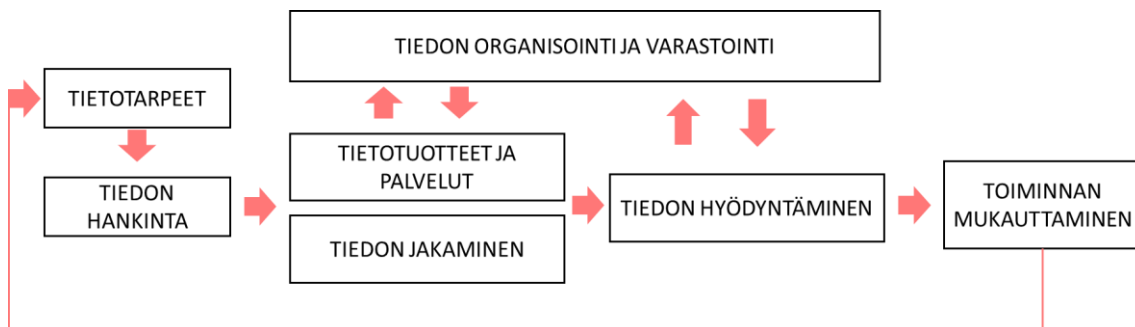 TIEDON ORGANISOINTI JA VARASTOINTI
TIETOTARPEET
TIEDON
HANKINTA
TIETOTUOTTEET JA
PALVELUT
TIEDON JAKAMINEN
TIEDON HYÖDYNTÄMINEN
TOIMINNAN
MUKAUTTAMINEN